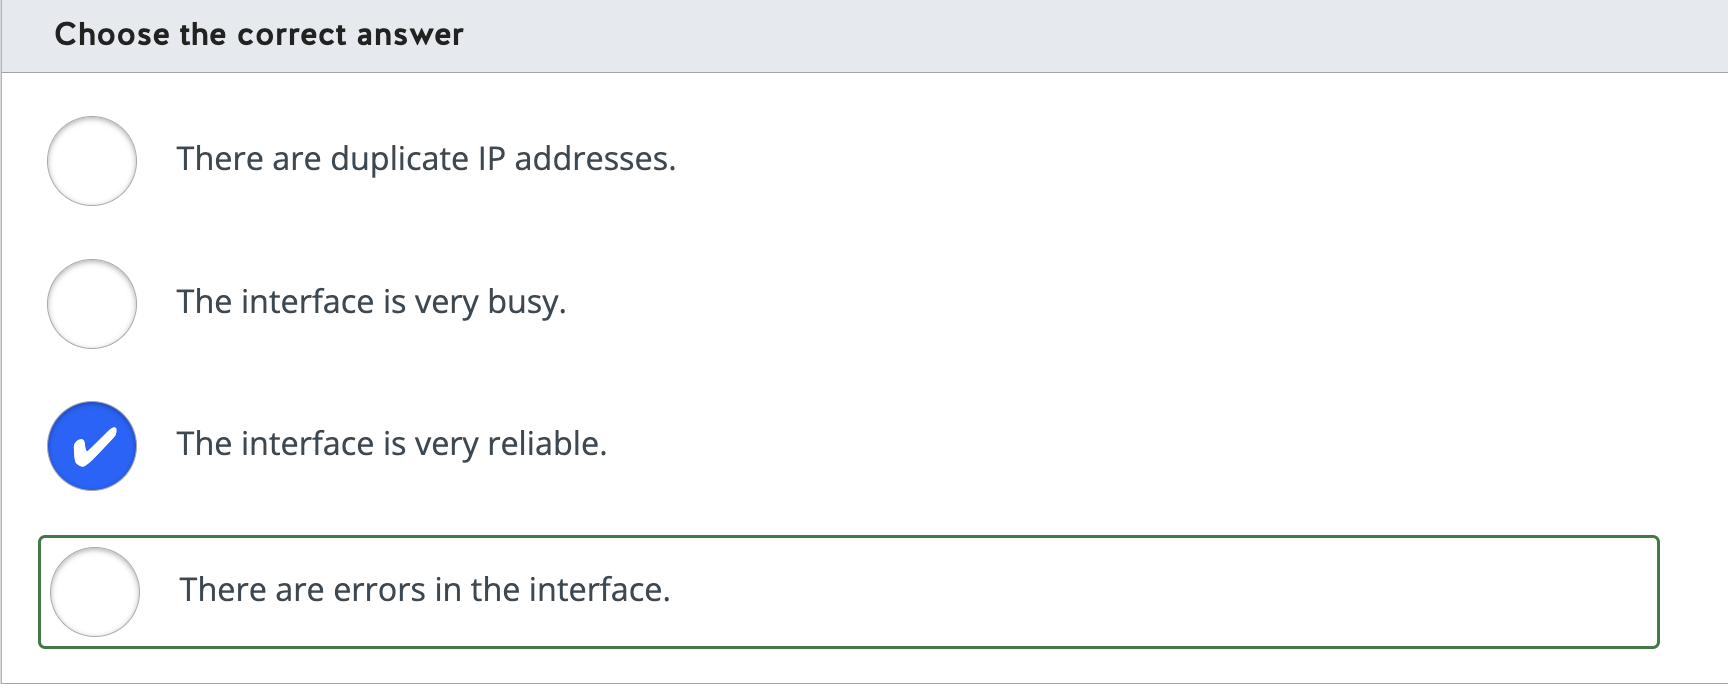 Choose the correct answer
There are duplicate IP addresses.
The interface is very busy.
The interface is very reliable.
There are errors in the interface.